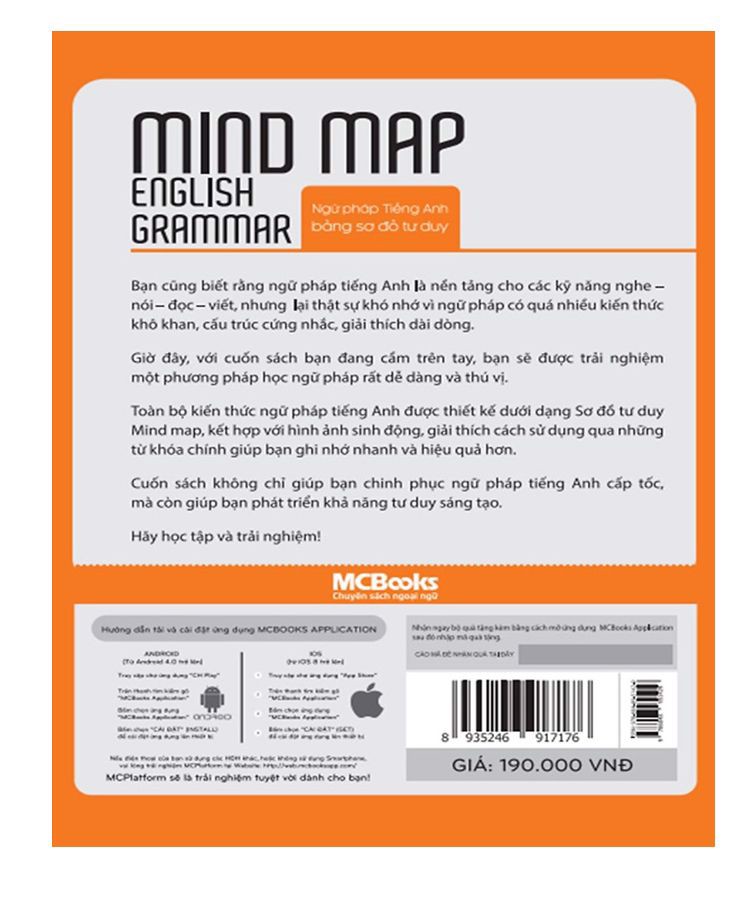 MIND MAP
ENGLISH
GRAMMAR
Ngữ pháp Tiếng Anh
bằng sơ đồ tư duy
Bạn cũng biết rằng ngữ pháp tiếng Anh là nền tảng cho các kỹ năng nghe –
nói – đọc – viết, nhưng lại thật sự khó nhớ vì ngữ pháp có quá nhiều kiến thức
khô khan, cấu trúc cứng nhắc, giải thích dài dòng.
Giờ đây, với cuốn sách bạn đang cầm trên tay, bạn sẽ được trải nghiệm
một phương pháp học ngữ pháp rất dễ dàng và thú vị.
Toàn bộ kiến thức ngữ pháp tiếng Anh được thiết kế dưới dạng Sơ đồ tư duy
Mind map, kết hợp với hình ảnh sinh động, giải thích cách sử dụng qua những
từ khóa chính giúp bạn ghi nhớ nhanh và hiệu quả hơn.
Cuốn sách không chỉ giúp bạn chinh phục ngữ pháp tiếng Anh cấp tốc,
mà còn giúp bạn phát triển khả năng tư duy sáng tạo.
Hãy học tập và trải nghiệm!
MCBooks
Chuyên sách ngoại ngữ
Hướng dẫn tải và cài đặt ứng dụng MCBOOKS APPLICATION
ANDROID
(Từ Android 4.0 trở lên)
Truy cập chợ ứng dụng "CH Play"
Trên thanh tìm kiếm gõ
"MCBooks Application"
Bấm chọn ứng dụng
"MCBooks Application"
ANDROID
Bấm chọn "CÀI ĐẶT" (INSTALL)
để cài đặt ứng dụng lên thiết bị
IOS
(từ IOS 8 trở lên)
Truy cập chợ ứng dụng "App Store"
Trên thanh tìm kiếm gõ
"MCBooks Application"
Bấm chọn ứng dụng
"MCBooks Application"
Bấm chọn "CÀI ĐẶT" (GET)
để cài đặt ứng dụng lên thiết bị
Nếu điện thoại của bạn sử dụng các HĐH khác, hoặc không sử dụng Smartphone,
vui lòng trải nghiệm MCPlatform tại Website: http://web.mcbooksapp.com/
MCPlatform sẽ là trải nghiệm tuyệt vời dành cho bạn!
Nhận ngay bộ quà tặng kèm bằng cách mở ứng dụng MCBooks Application
sau đó nhập mã quà tặng.
CÀO MÃ ĐỂ NHẬN QUÀ TẠI ĐÂY
8 935246 917176
GIÁ: 190.000 VNĐ